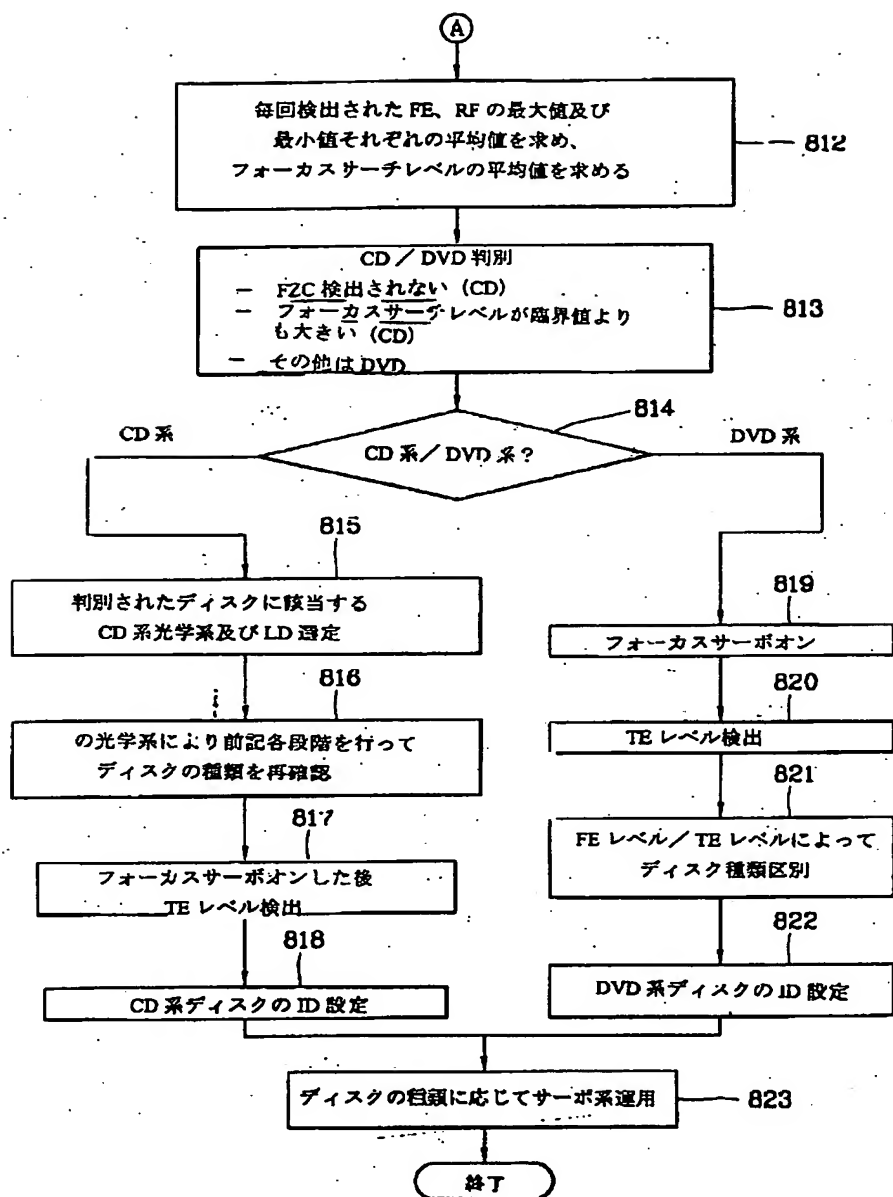 A
毎回検出された FE、RF の最大値及び
最小値それぞれの平均値を求め、
フォーカスサーチレベルの平均値を求める
812
CD／DVD 判別
－ FZC 検出されない (CD)
－ フォーカスサーチレベルが臨界値より
も大きい (CD)
－ その他は DVD
813
814
CD 系
CD 系／DVD 系？
DVD 系
815
判別されたディスクに該当する
CD 系光学系及び LD 選定
816
の光学系により前記各段階を行って
ディスクの種類を再確認
817
フォーカスサーボオンした後
TE レベル検出
818
CD 系ディスクの ID 設定
819
フォーカスサーボオン
820
TE レベル検出
821
FE レベル／TE レベルによって
ディスク種類区別
822
DVD 系ディスクの ID 設定
ディスクの種類に応じてサーボ系運用
823
終了